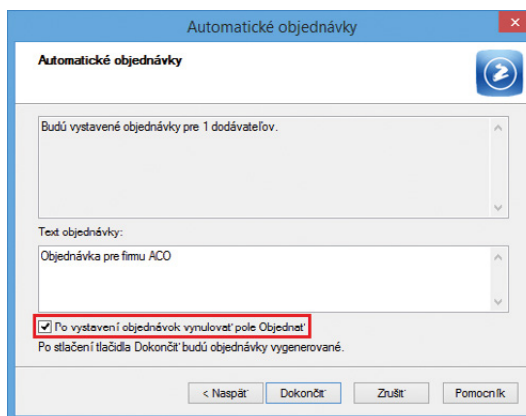 Automatické objednávky
Automatické objednávky
Budú vystavené objednávky pre 1 dodávateľov.
Text objednávky:
Objednávka pre firmu ACO
Po vystavení objednávok vynulovať pole Objednať
Po stlačení tlačidla Dokončiť budú objednávky vygenerované.
< Naspäť Dokončiť Zrušiť Pomocník